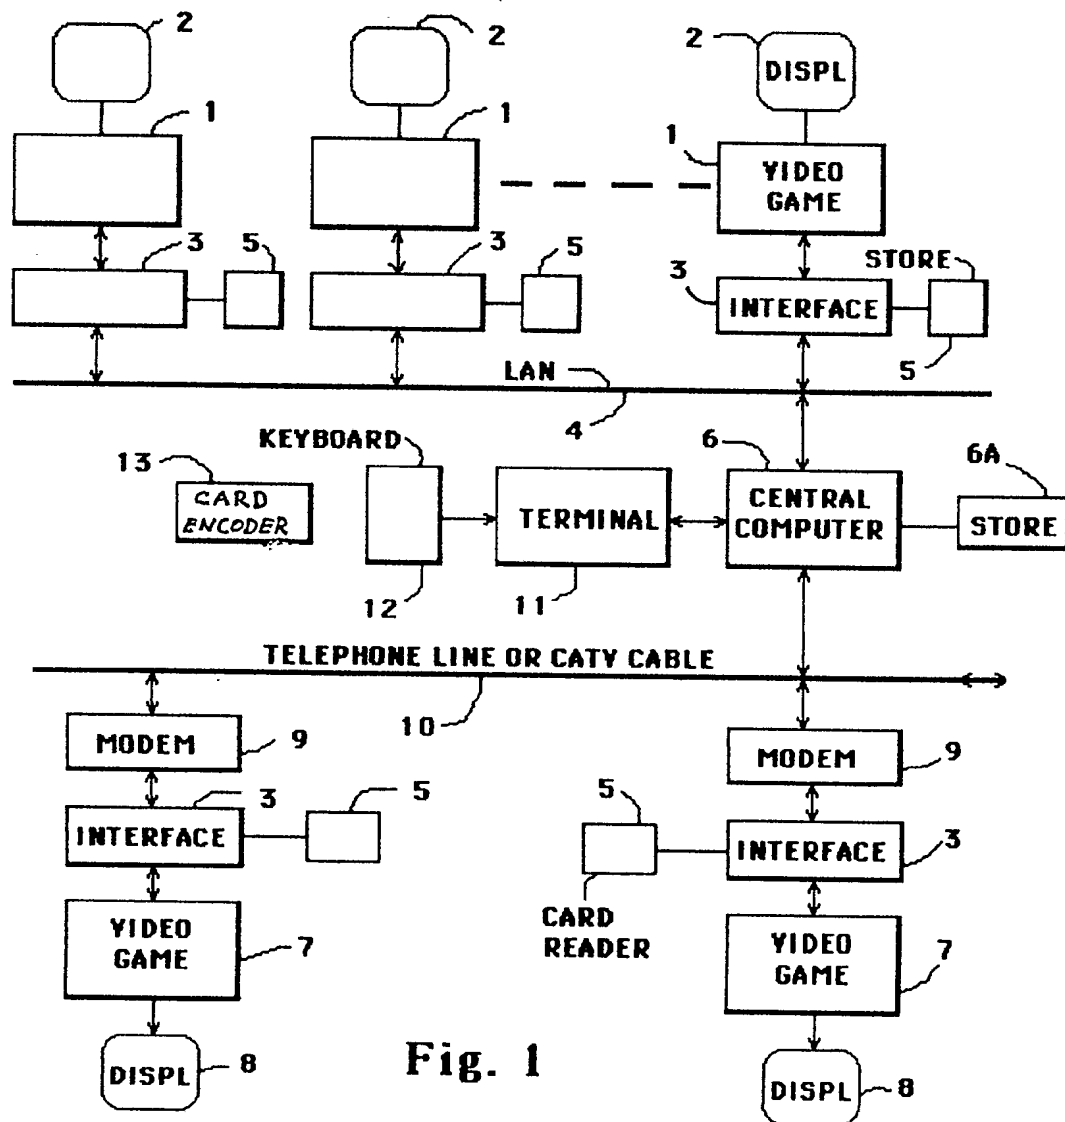 2
2
2
DISPL
1
1
1
VIDEO
GAME
3
5
3
5
STORE
3
INTERFACE
5
LAN
4
KEYBOARD
6
6A
13
CARD
ENCODER
TERMINAL
CENTRAL
COMPUTER
STORE
12
11
TELEPHONE LINE OR CATV CABLE
10
MODEM
9
MODEM
9
3
5
5
INTERFACE
INTERFACE
3
CARD
READER
VIDEO
GAME
7
VIDEO
GAME
7
DISPL
8
Fig. 1
DISPL
8